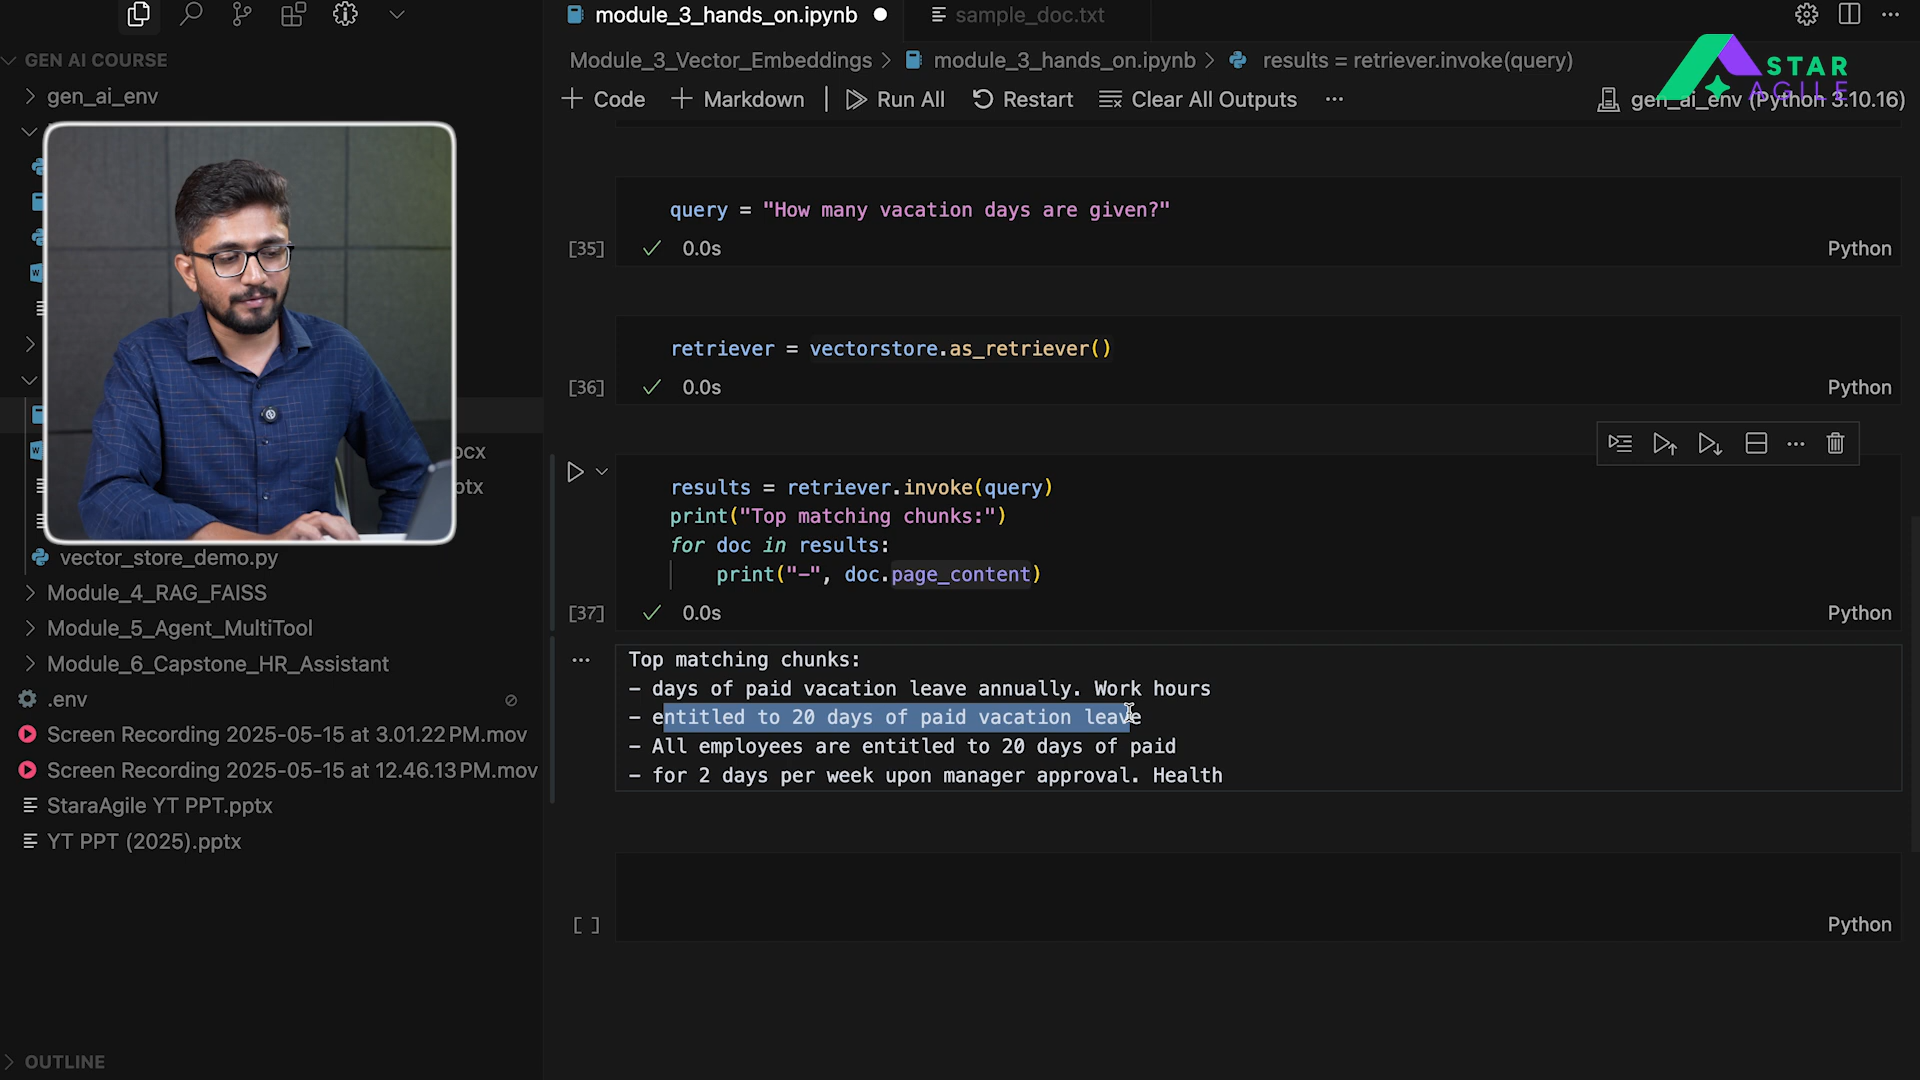 module_3_hands_on.ipynb
sample_doc.txt
GEN AI COURSE
Module_3_Vector_Embeddings > module_3_hands_on.ipynb > results = retriever.invoke(query)
STAR
AGILE
gen_ai_env
Code Markdown Run All Restart Clear All Outputs ...
gen_ai_env (Python 3.10.16)
query = "How many vacation days are given?"
[35] 0.0s Python
retriever = vectorstore.as_retriever()
[36] 0.0s Python
ocx
results = retriever.invoke(query)
print("Top matching chunks:")
for doc in results:
print("-", doc.page_content)
[37] 0.0s Python
vector_store_demo.py
Module_4_RAG_FAISS
Module_5_Agent_MultiTool
Module_6_Capstone_HR_Assistant
.env
Screen Recording 2025-05-15 at 3.01.22 PM.mov
Screen Recording 2025-05-15 at 12.46.13 PM.mov
StaraAgile YT PPT.pptx
YT PPT (2025).pptx
Top matching chunks:
- days of paid vacation leave annually. Work hours
- entitled to 20 days of paid vacation leave
- All employees are entitled to 20 days of paid
- for 2 days per week upon manager approval. Health
[ ] Python
OUTLINE